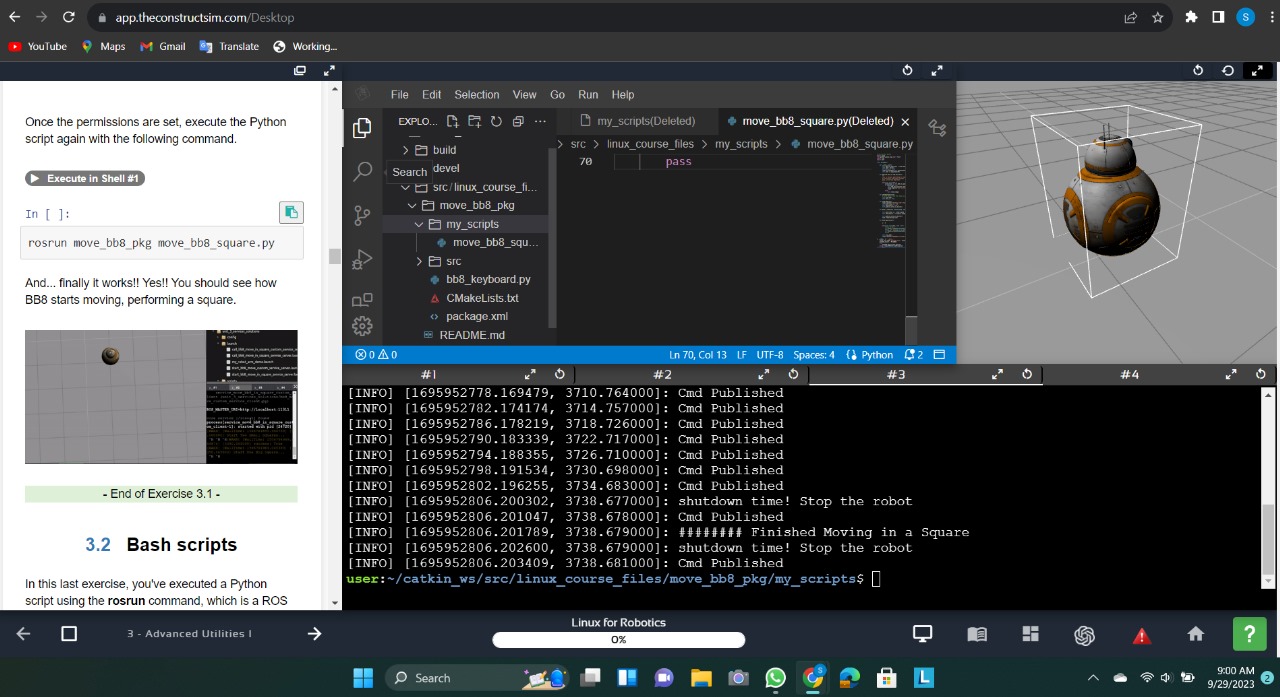 app.theconstructsim.com/Desktop
S
YouTube
Maps
Gmail
Translate
Working...
Once the permissions are set, execute the Python
script again with the following command.
Execute in Shell #1
In [ ]:
rosrun move_bb8_pkg move_bb8_square.py
And... finally it works!! Yes!! You should see how
BB8 starts moving, performing a square.
- End of Exercise 3.1 -
3.2 Bash scripts
In this last exercise, you've executed a Python
script using the rosrun command, which is a ROS
File Edit Selection View Go Run Help
EXPLO...
build
devel
Search
src/linux_course_fi...
move_bb8_pkg
my_scripts
move_bb8_squ...
src
bb8_keyboard.py
CMakeLists.txt
package.xml
README.md
my_scripts(Deleted)
move_bb8_square.py(Deleted)
src > linux_course_files > my_scripts > move_bb8_square.py
70 pass
0 0
Ln 70, Col 13 LF UTF-8 Spaces: 4 Python 2
#1 #2 #3 #4
[INFO] [1695952778.169479, 3710.764000]: Cmd Published
[INFO] [1695952782.174174, 3714.757000]: Cmd Published
[INFO] [1695952786.178619, 3718.726000]: Cmd Published
[INFO] [1695952790.183339, 3722.717000]: Cmd Published
[INFO] [1695952794.188355, 3726.710000]: Cmd Published
[INFO] [1695952798.191534, 3730.698000]: Cmd Published
[INFO] [1695952802.196255, 3734.683000]: Cmd Published
[INFO] [1695952806.200302, 3738.677000]: shutdown time! Stop the robot
[INFO] [1695952806.201047, 3738.678000]: Cmd Published
[INFO] [1695952806.201789, 3738.679000]: ######## Finished Moving in a Square
[INFO] [1695952806.202600, 3738.679000]: shutdown time! Stop the robot
[INFO] [1695952806.203409, 3738.681000]: Cmd Published
user:~/catkin_ws/src/linux_course_files/move_bb8_pkg/my_scripts$
3 - Advanced Utilities I
Linux for Robotics
0%
?
Search
S
L
9:00 AM
9/29/2023
2